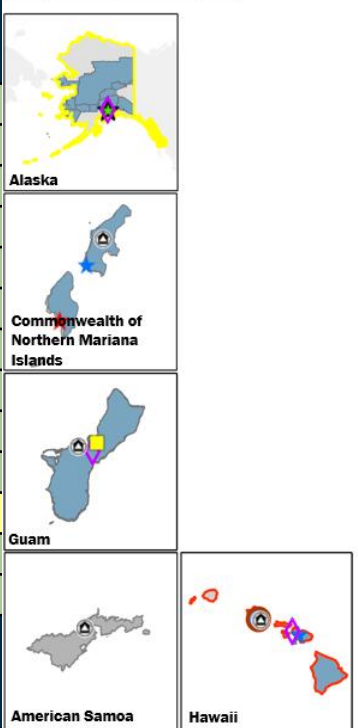 Alaska
Commonwealth of
Northern Mariana
Islands
Guam
American Samoa
Hawaii